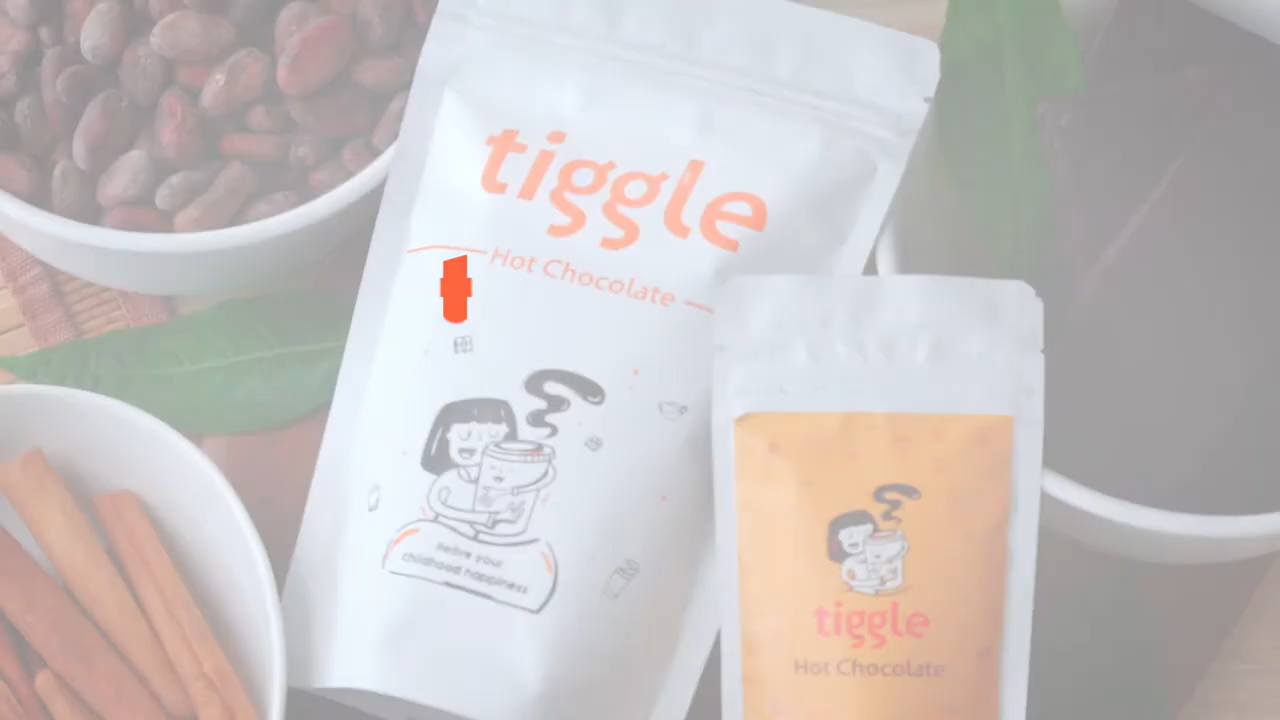 tiggle
Hot Chocolate
Relive your
childhood happiness
tiggle
Hot Chocolate